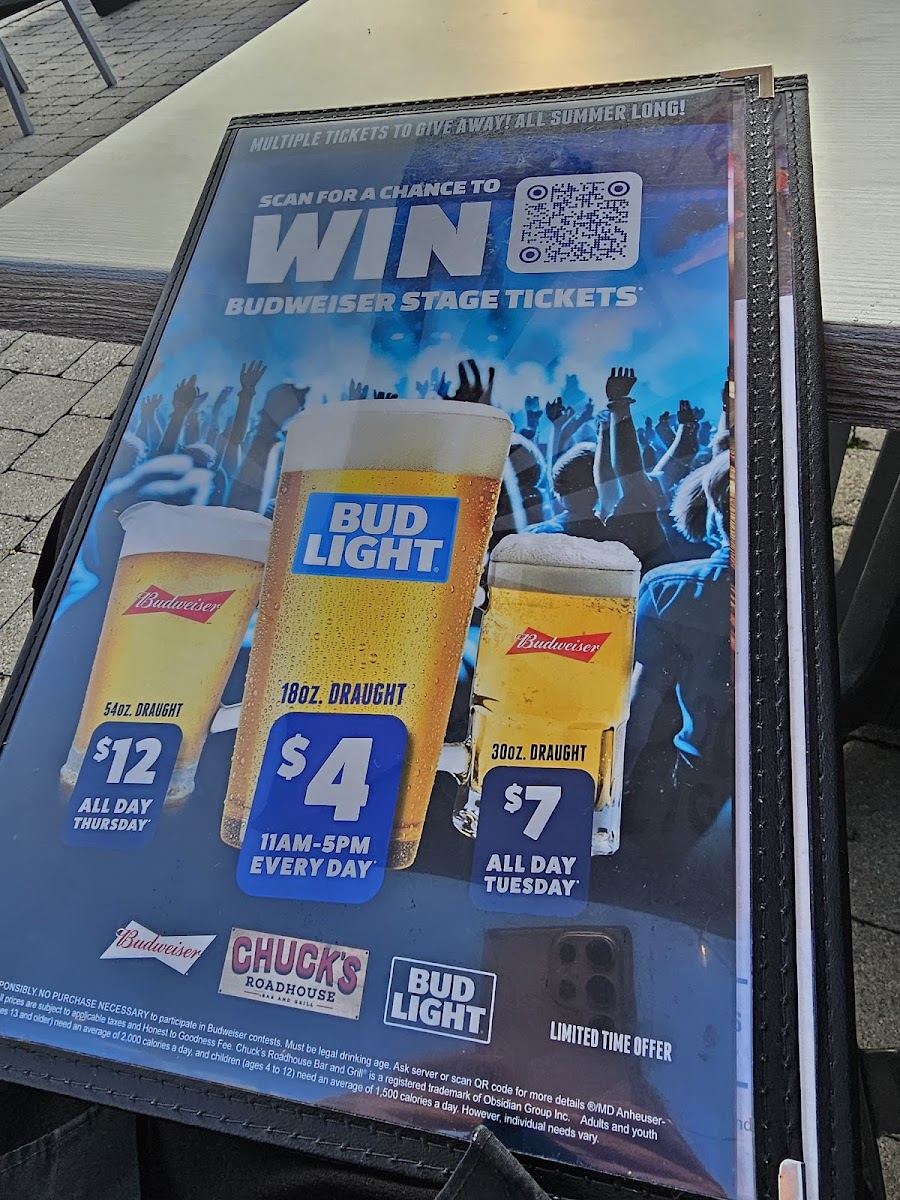 MULTIPLE TICKETS TO GIVE AWAY! ALL SUMMER LONG!
SCAN FOR A CHANCE TO
WIN
BUDWEISER STAGE TICKETS*
BUD
LIGHT
Budweiser
Budweiser
54OZ. DRAUGHT
$12
ALL DAY
THURSDAY*
18OZ. DRAUGHT
$4
11AM-5PM
EVERY DAY*
30OZ. DRAUGHT
$7
ALL DAY
TUESDAY*
Budweiser
CHUCK'S
ROADHOUSE
BAR AND GRILL
BUD
LIGHT
LIMITED TIME OFFER
NO PURCHASE NECESSARY to participate in Budweiser contests. Must be legal drinking age. Ask server or scan QR code for more details ®/MD Anheuser-
prices are subject to applicable taxes and Honest to Goodness Fee. Chuck's Roadhouse Bar and Grill® is a registered trademark of Obsidian Group Inc. Adults and youth
13 and older) need an average of 2,000 calories a day, and children (ages 4 to 12) need an average of 1,500 calories a day. However, individual needs vary.